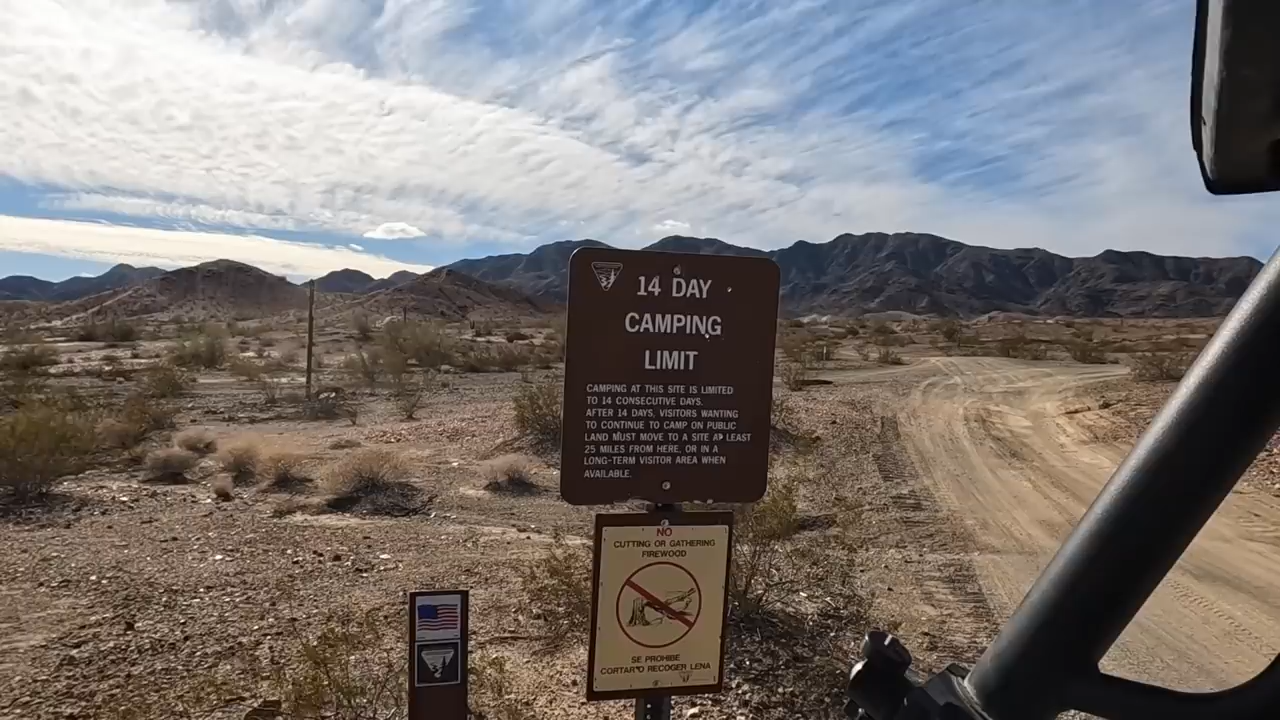 14 DAY
CAMPING
LIMIT
CAMPING AT THIS SITE IS LIMITED
TO 14 CONSECUTIVE DAYS.
AFTER 14 DAYS, VISITORS WANTING
TO CONTINUE TO CAMP ON PUBLIC
LAND MUST MOVE TO A SITE AT LEAST
25 MILES FROM HERE, OR IN A
LONG-TERM VISITOR AREA WHEN
AVAILABLE.
NO
CUTTING OR GATHERING
FIREWOOD
SE PROHIBE
CORTAR O RECOGER LENA